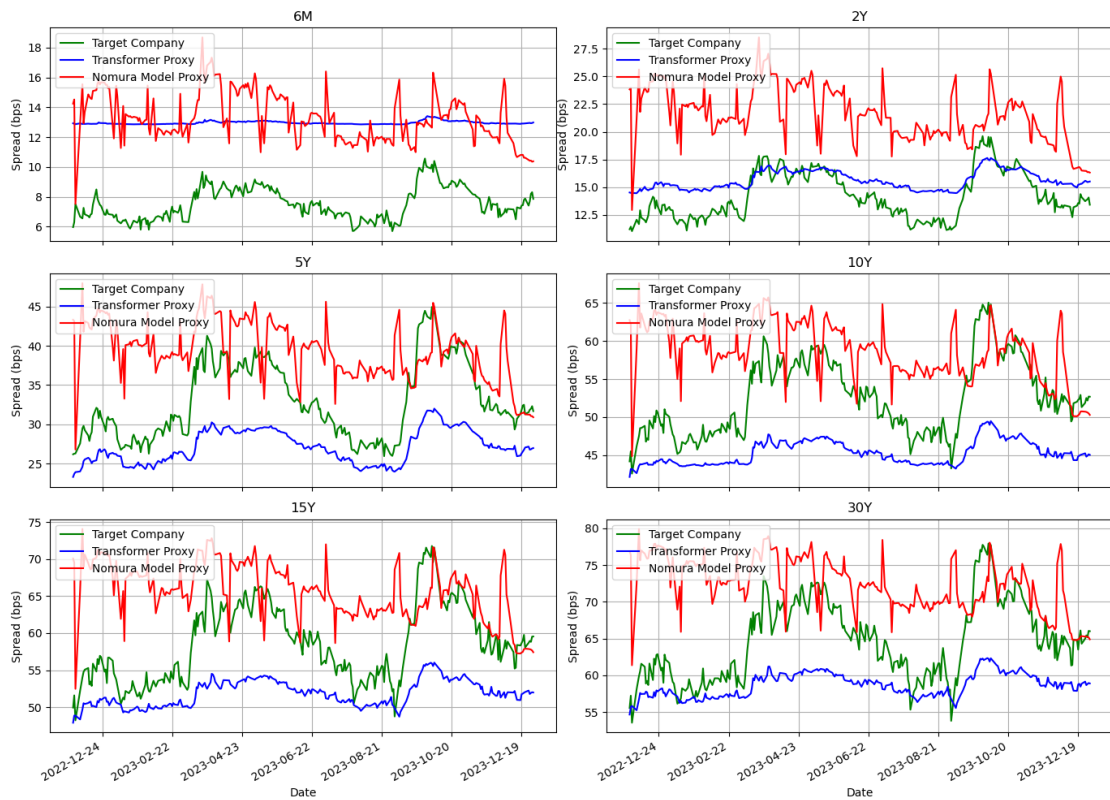 6M
2Y
Target Company
Transformer Proxy
Nomura Model Proxy
Spread (bps)
18
16
14
12
10
8
6
Target Company
Transformer Proxy
Nomura Model Proxy
Spread (bps)
27.5
25.0
22.5
20.0
17.5
15.0
12.5
5Y
10Y
Target Company
Transformer Proxy
Nomura Model Proxy
Spread (bps)
45
40
35
30
25
Target Company
Transformer Proxy
Nomura Model Proxy
Spread (bps)
65
60
55
50
45
15Y
30Y
Target Company
Transformer Proxy
Nomura Model Proxy
Spread (bps)
75
70
65
60
55
50
Target Company
Transformer Proxy
Nomura Model Proxy
Spread (bps)
80
75
70
65
60
55
2022-12-24
2023-02-22
2023-04-23
2023-06-22
2023-08-21
2023-10-20
2023-12-19
Date
2022-12-24
2023-02-22
2023-04-23
2023-06-22
2023-08-21
2023-10-20
2023-12-19
Date